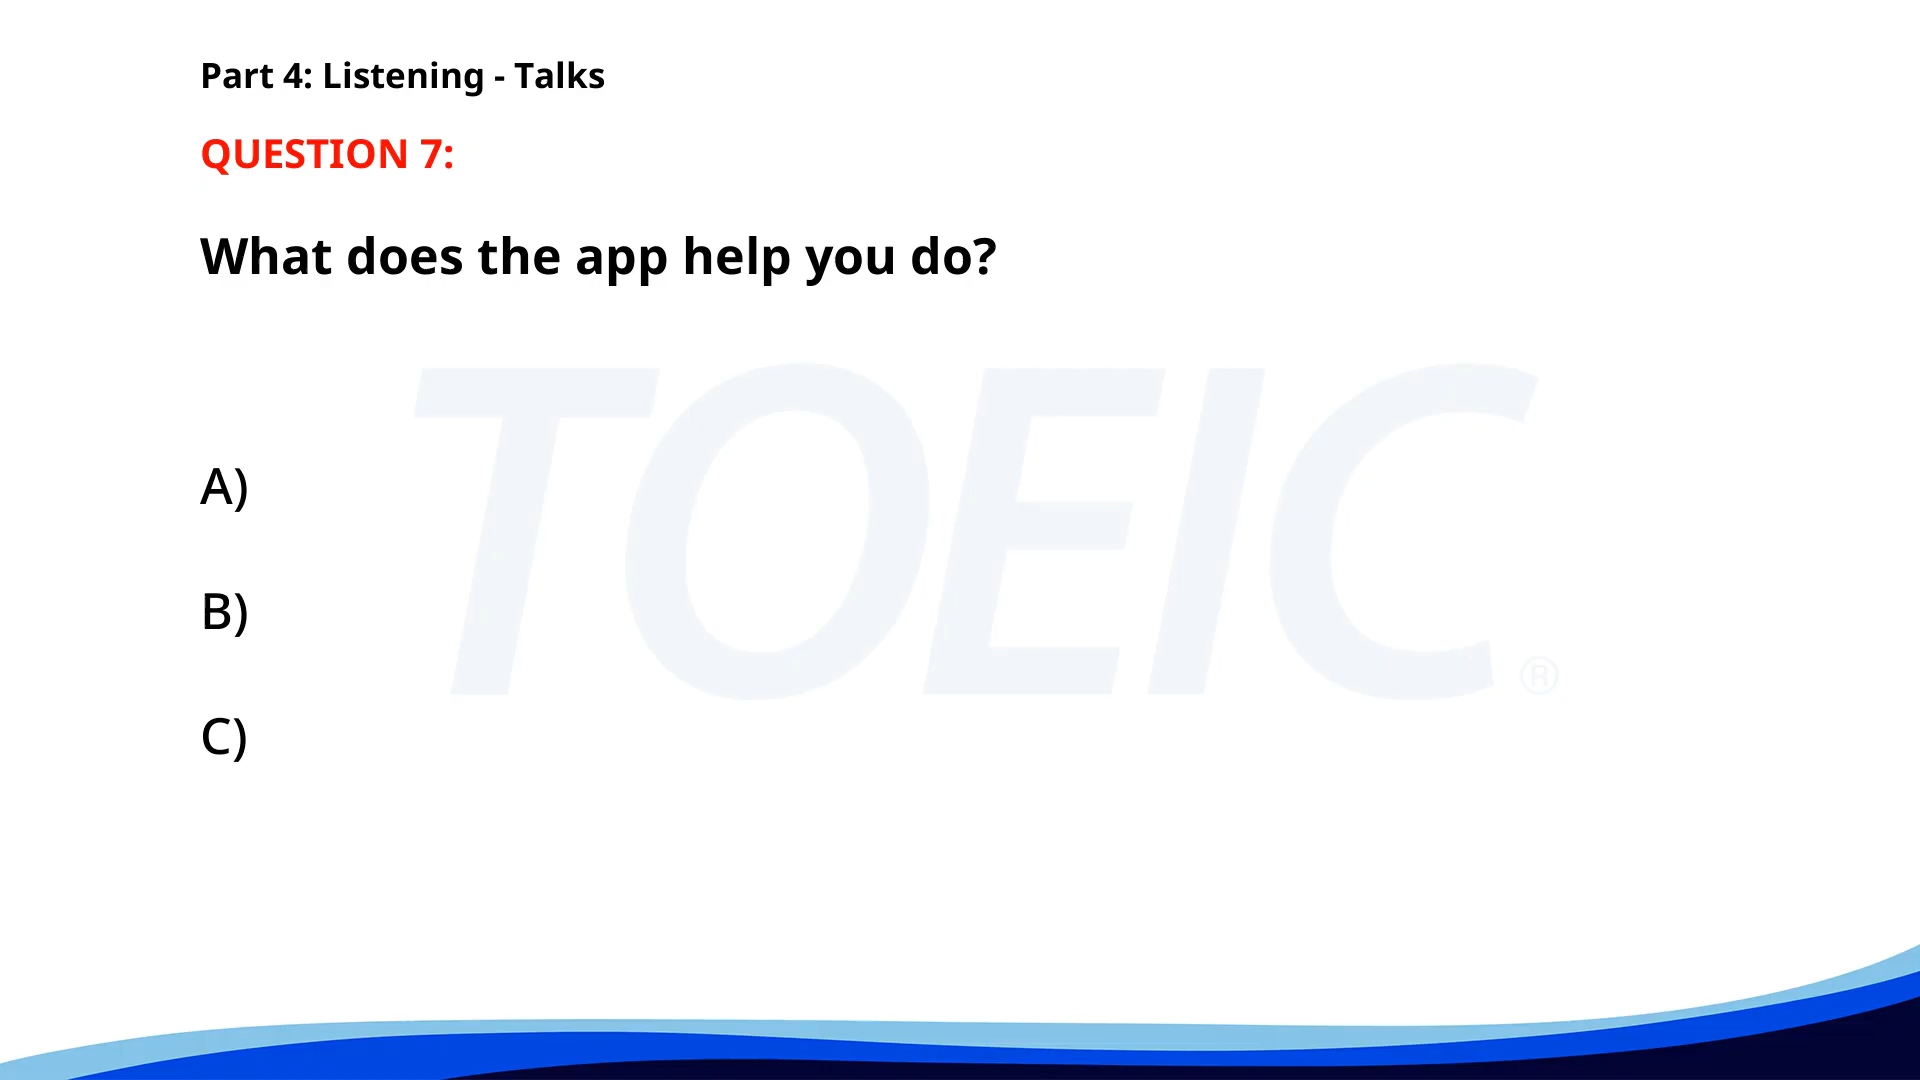 Part 4: Listening - Talks
QUESTION 7:
What does the app help you do?
TOEIC®
A)
B)
C)